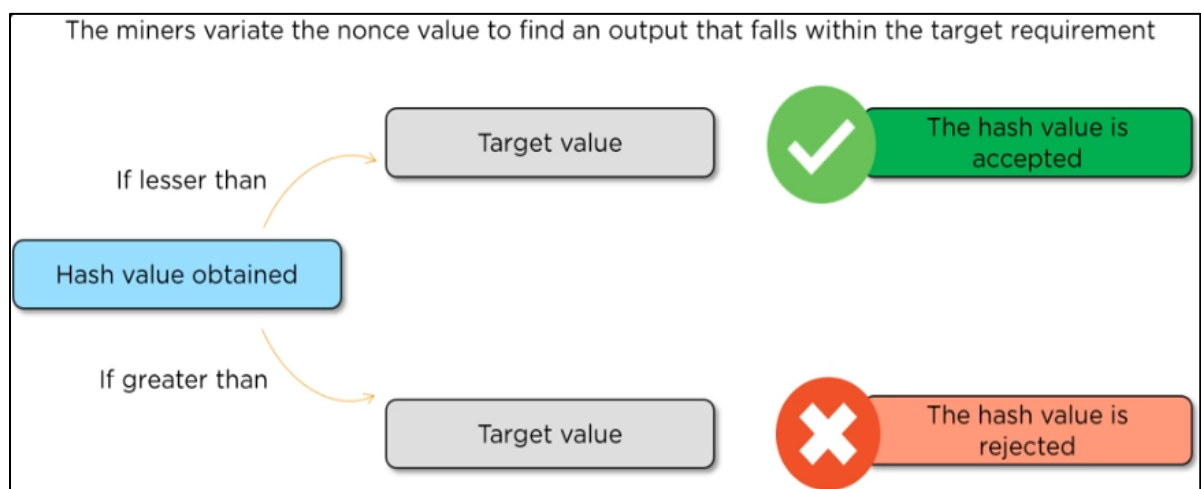 The miners variate the nonce value to find an output that falls within the target requirement
Target value
The hash value is
accepted
If lesser than
Hash value obtained
If greater than
Target value
The hash value is
rejected